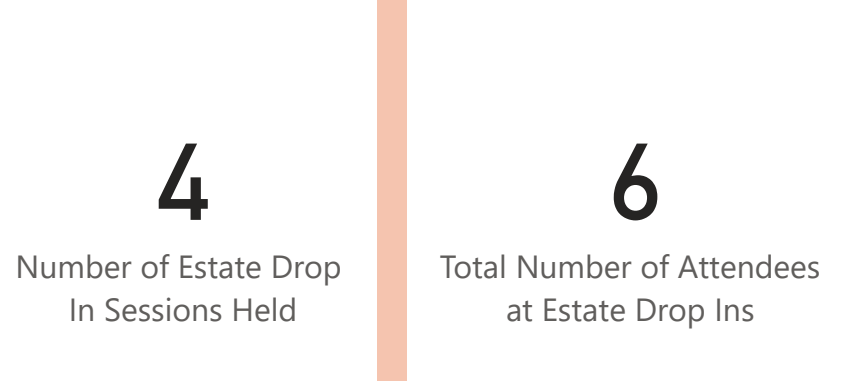 4
Number of Estate Drop
In Sessions Held
6
Total Number of Attendees
at Estate Drop Ins